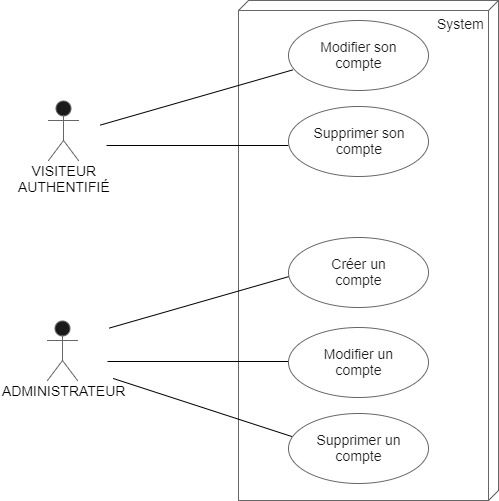 System
Modifier son
compte
Supprimer son
compte
VISITEUR
AUTHENTIFIÉ
Créer un
compte
Modifier un
compte
ADMINISTRATEUR
Supprimer un
compte